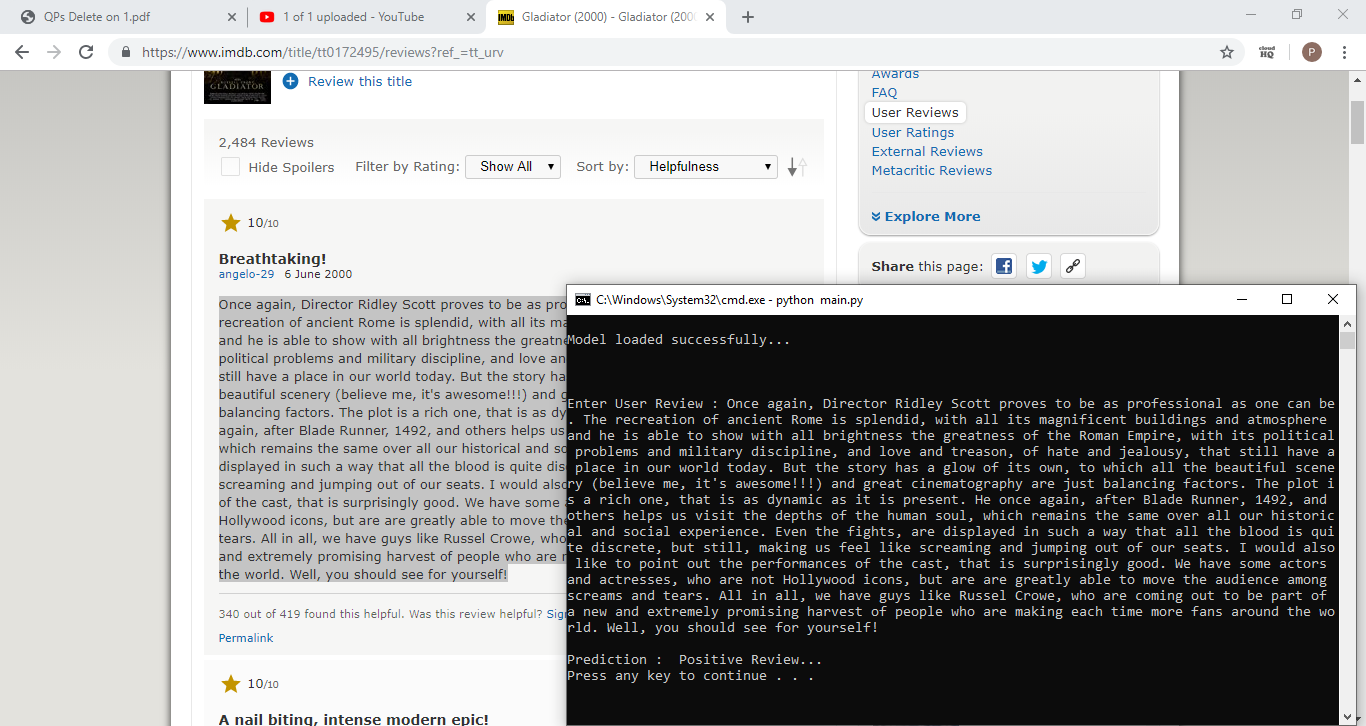 QPs Delete on 1.pdf
1 of 1 uploaded - YouTube
IMDb Gladiator (2000) - Gladiator (200
https://www.imdb.com/title/tt0172495/reviews?ref_=tt_urv
cloud HQ
P
GLADIATOR
Review this title
2,484 Reviews
Hide Spoilers Filter by Rating: Show All Sort by: Helpfulness
10/10
Breathtaking!
angelo-29 6 June 2000
Once again, Director Ridley Scott proves to be as pro
recreation of ancient Rome is splendid, with all its ma
and he is able to show with all brightness the greatne
political problems and military discipline, and love an
still have a place in our world today. But the story ha
beautiful scenery (believe me, it's awesome!!!) and g
balancing factors. The plot is a rich one, that is as dy
again, after Blade Runner, 1492, and others helps us
which remains the same over all our historical and so
displayed in such a way that all the blood is quite dis
screaming and jumping out of our seats. I would also
of the cast, that is surprisingly good. We have some
Hollywood icons, but are are greatly able to move the
tears. All in all, we have guys like Russel Crowe, who
and extremely promising harvest of people who are m
the world. Well, you should see for yourself!
340 out of 419 found this helpful. Was this review helpful? Sig
Permalink
10/10
A nail biting, intense modern epic!
Awards
FAQ
User Reviews
User Ratings
External Reviews
Metacritic Reviews
Explore More
Share this page:
C:\Windows\System32\cmd.exe - python main.py
Model loaded successfully...
Enter User Review : Once again, Director Ridley Scott proves to be as professional as one can be
. The recreation of ancient Rome is splendid, with all its magnificent buildings and atmosphere
and he is able to show with all brightness the greatness of the Roman Empire, with its political
problems and military discipline, and love and treason, of hate and jealousy, that still have a
place in our world today. But the story has a glow of its own, to which all the beautiful scene
ry (believe me, it's awesome!!!) and great cinematography are just balancing factors. The plot i
s a rich one, that is as dynamic as it is present. He once again, after Blade Runner, 1492, and
others helps us visit the depths of the human soul, which remains the same over all our historic
al and social experience. Even the fights, are displayed in such a way that all the blood is qui
te discrete, but still, making us feel like screaming and jumping out of our seats. I would also
like to point out the performances of the cast, that is surprisingly good. We have some actors
and actresses, who are not Hollywood icons, but are are greatly able to move the audience among
screams and tears. All in all, we have guys like Russel Crowe, who are coming out to be part of
a new and extremely promising harvest of people who are making each time more fans around the wo
rld. Well, you should see for yourself!
Prediction : Positive Review...
Press any key to continue . . .